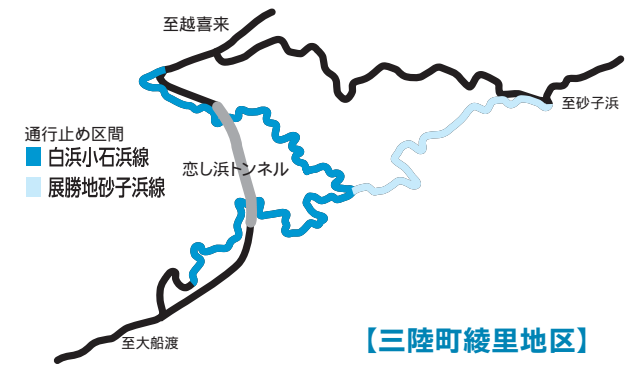 至越喜来
至砂子浜
通行止め区間
白浜小石浜線
展勝地砂子浜線
恋し浜トンネル
至大船渡
【三陸町綾里地区】